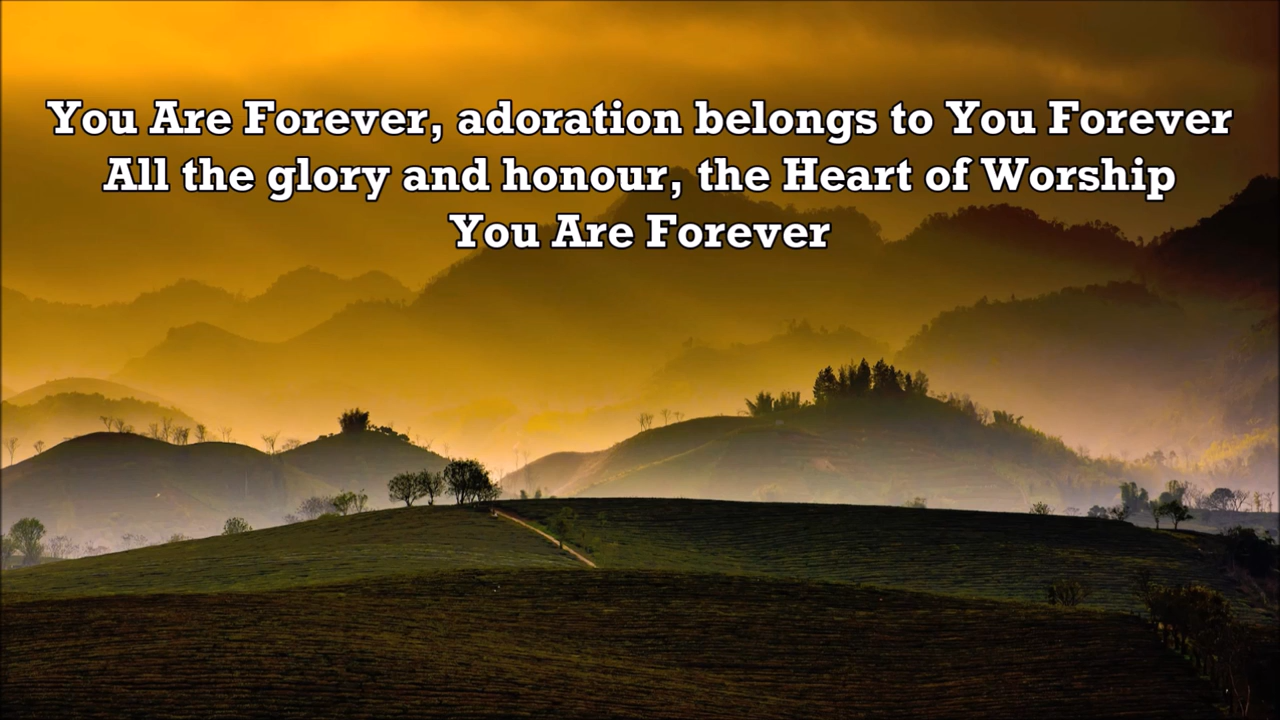 You Are Forever, adoration belongs to You Forever
All the glory and honour, the Heart of Worship
You Are Forever